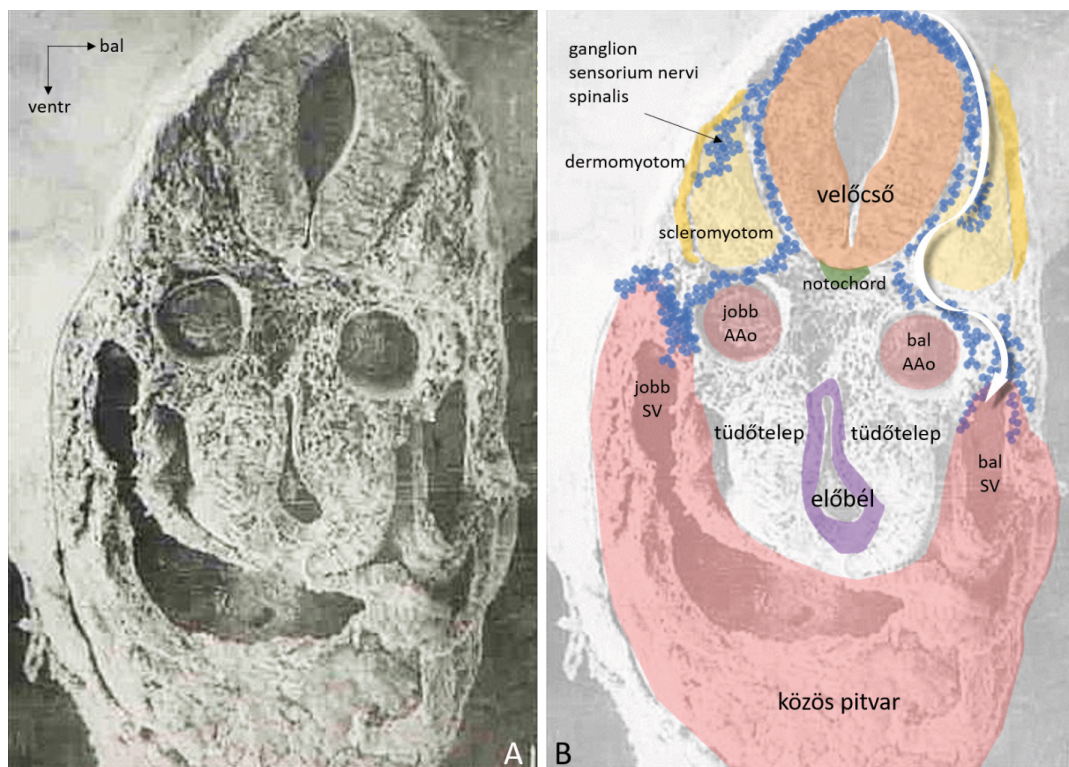 bal
ventr
A
ganglion
sensorium nervi
spinalis
dermomyotom
velőcső
scleromyotom
notochord
jobb
AAo
bal
AAo
jobb
SV
tüdőtelep
tüdőtelep
bal
SV
előbél
közös pitvar
B